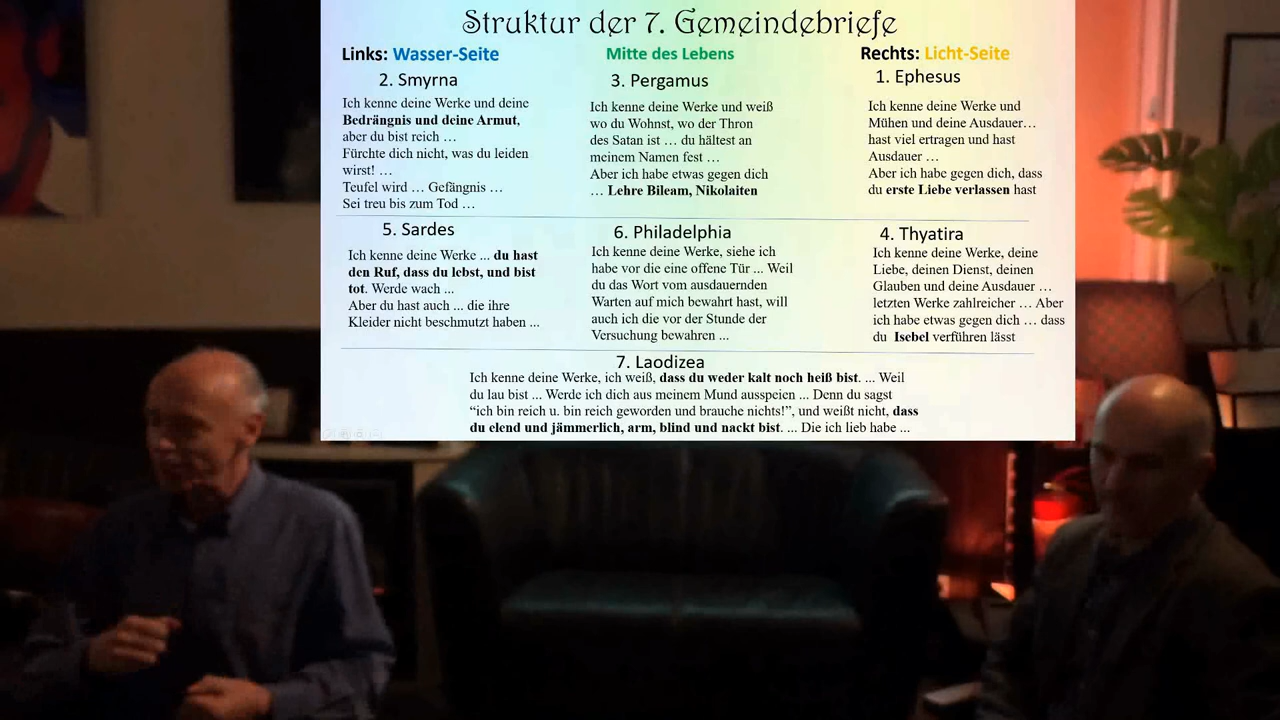 Struktur der 7. Gemeindebriefe
Links: Wasser-Seite
2. Smyrna
Ich kenne deine Werke und deine
Bedrängnis und deine Armut,
aber du bist reich …
Fürchte dich nicht, was du leiden
wirst! …
Teufel wird … Gefängnis …
Sei treu bis zum Tod …
Mitte des Lebens
3. Pergamus
Ich kenne deine Werke und weiß
wo du Wohnst, wo der Thron
des Satan ist … du hältest an
meinem Namen fest …
Aber ich habe etwas gegen dich
… Lehre Bileam, Nikolaiten
Rechts: Licht-Seite
1. Ephesus
Ich kenne deine Werke und
Mühen und deine Ausdauer…
hast viel ertragen und hast
Ausdauer …
Aber ich habe gegen dich, dass
du erste Liebe verlassen hast
5. Sardes
Ich kenne deine Werke ... du hast
den Ruf, dass du lebst, und bist
tot. Werde wach ...
Aber du hast auch ... die ihre
Kleider nicht beschmutzt haben ...
6. Philadelphia
Ich kenne deine Werke, siehe ich
habe vor die eine offene Tür ... Weil
du das Wort vom ausdauernden
Warten auf mich bewahrt hast, will
auch ich die vor der Stunde der
Versuchung bewahren ...
4. Thyatira
Ich kenne deine Werke, deine
Liebe, deinen Dienst, deinen
Glauben und deine Ausdauer …
letzten Werke zahlreicher … Aber
ich habe etwas gegen dich … dass
du Isebel verführen lässt
7. Laodizea
Ich kenne deine Werke, ich weiß, dass du weder kalt noch heiß bist. ... Weil
du lau bist ... Werde ich dich aus meinem Mund ausspeien ... Denn du sagst
“ich bin reich u. bin reich geworden und brauche nichts!”, und weißt nicht, dass
du elend und jämmerlich, arm, blind und nackt bist. ... Die ich lieb habe ...